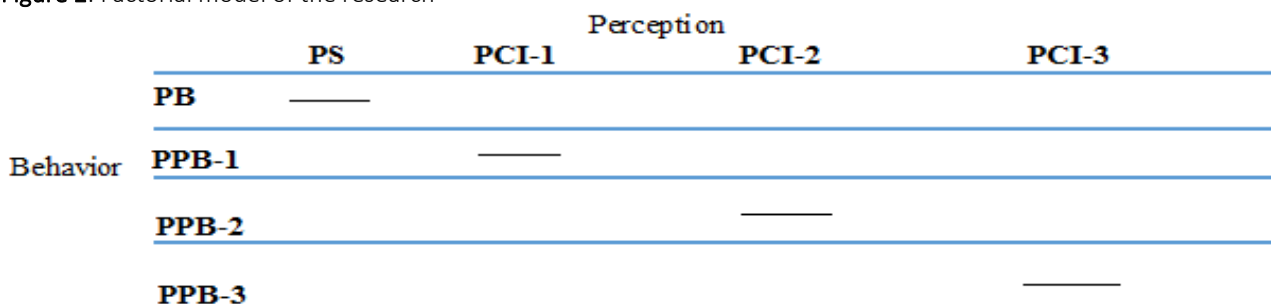 Figure 2. Factorial model of the research
Perception
PS PCI-1 PCI-2 PCI-3
PB
Behavior PPB-1
PPB-2
PPB-3